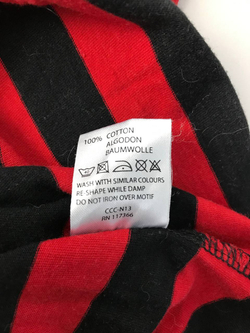 100% COTTON
ALGODON
BAUMWOLLE
WASH WITH SIMILAR COLOURS
RE-SHAPE WHILE DAMP
DO NOT IRON OVER MOTIF
CCC-N13
RN 117366